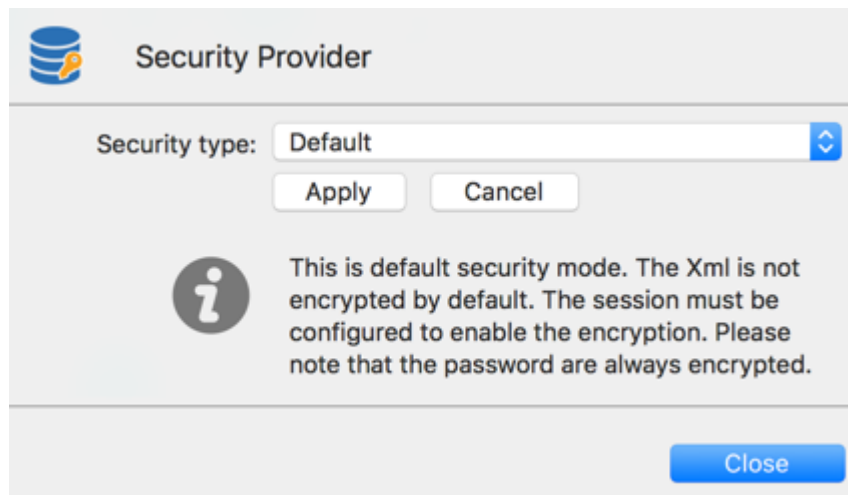 Security Provider
Security type: Default
Apply Cancel
This is default security mode. The Xml is not
encrypted by default. The session must be
configured to enable the encryption. Please
note that the password are always encrypted.
Close